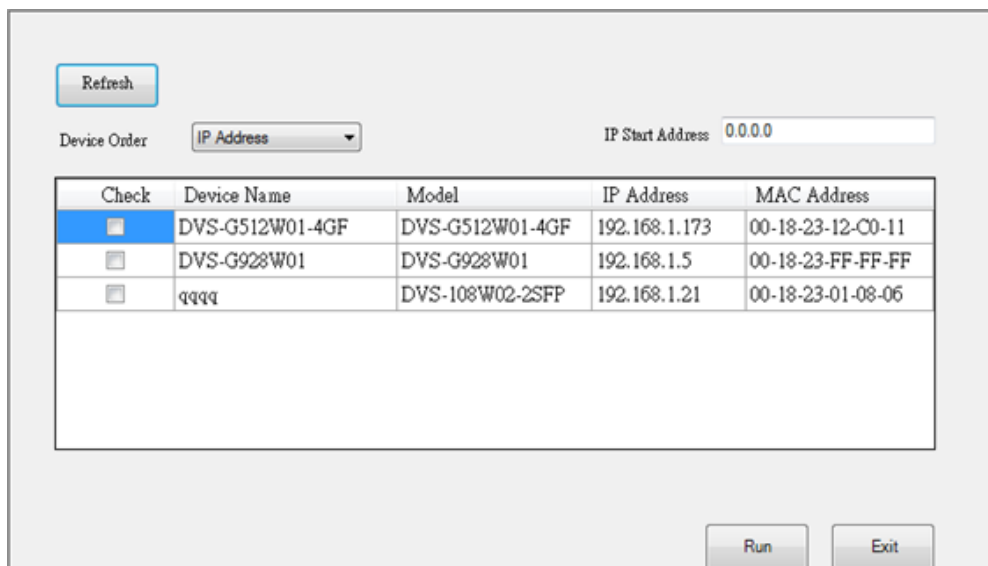 Refresh
Device Order IP Address IP Start Address 0.0.0.0
Check Device Name Model IP Address MAC Address
DVS-G512W01-4GF DVS-G512W01-4GF 192.168.1.173 00-18-23-12-C0-11
DVS-G928W01 DVS-G928W01 192.168.1.5 00-18-23-FF-FF-FF
qqqq DVS-108W02-2SFP 192.168.1.21 00-18-23-01-08-06
Run Exit